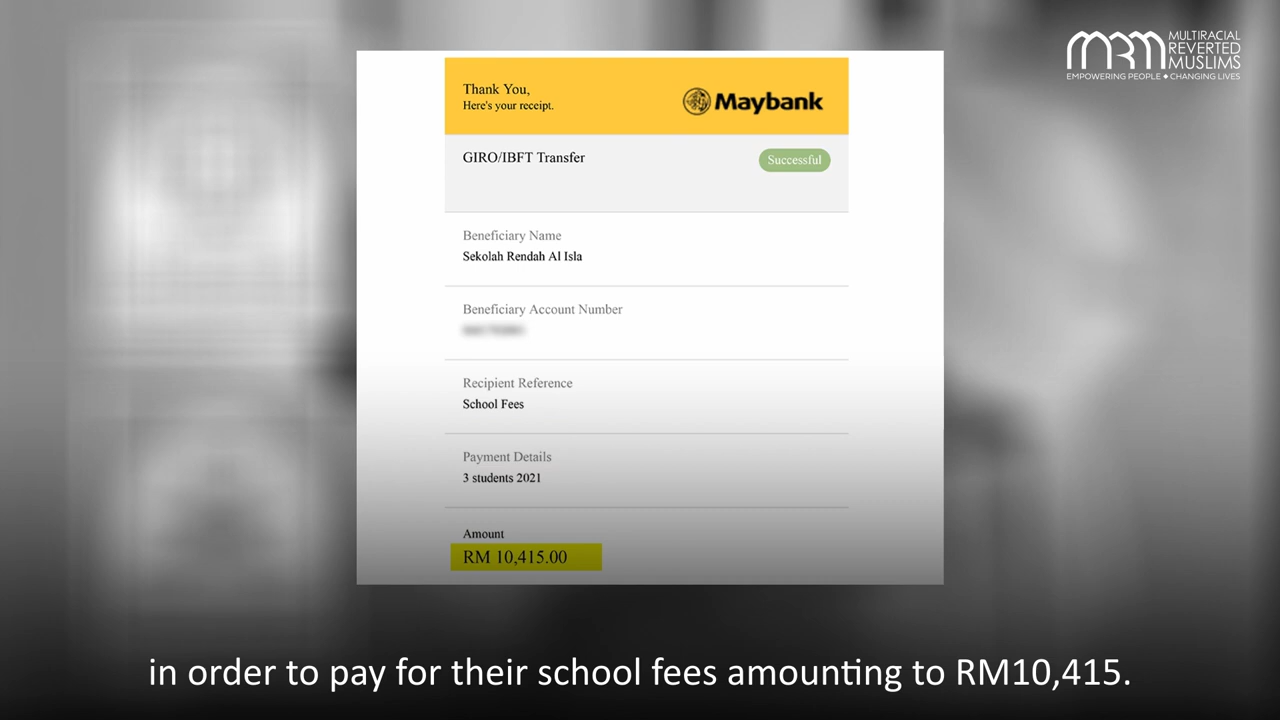 MRM
MULTIRACIAL
REVERTED
MUSLIMS
EMPOWERING PEOPLE ◆ CHANGING LIVES
Thank You,
Here's your receipt.
Maybank
GIRO/IBFT Transfer
Successful
Beneficiary Name
Sekolah Rendah Al Isla
Beneficiary Account Number
Recipient Reference
School Fees
Payment Details
3 students 2021
Amount
RM 10,415.00
in order to pay for their school fees amounting to RM10,415.